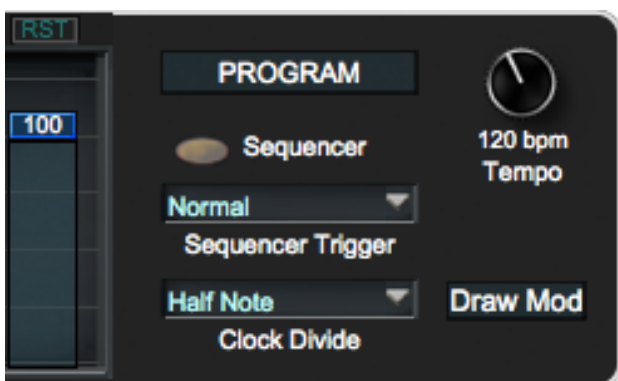 RST
PROGRAM
100
Sequencer
120 bpm
Tempo
Normal
Sequencer Trigger
Half Note
Draw Mod
Clock Divide